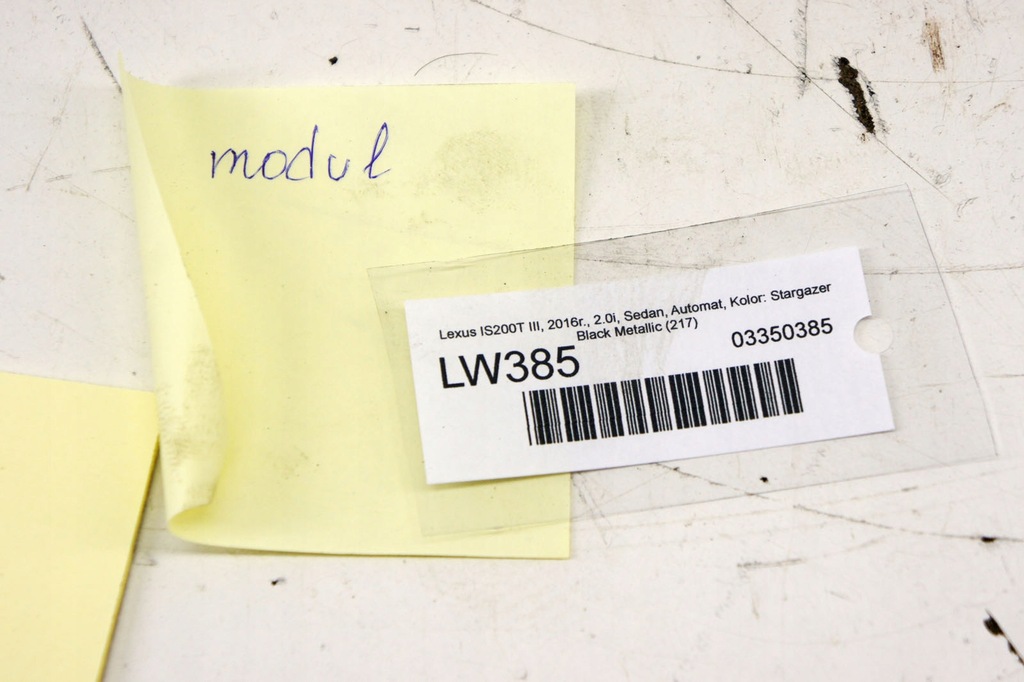 modul
Lexus IS200T III, 2016r., 2.0i, Sedan, Automat, Kolor: Stargazer
Black Metallic (217)
LW385
03350385